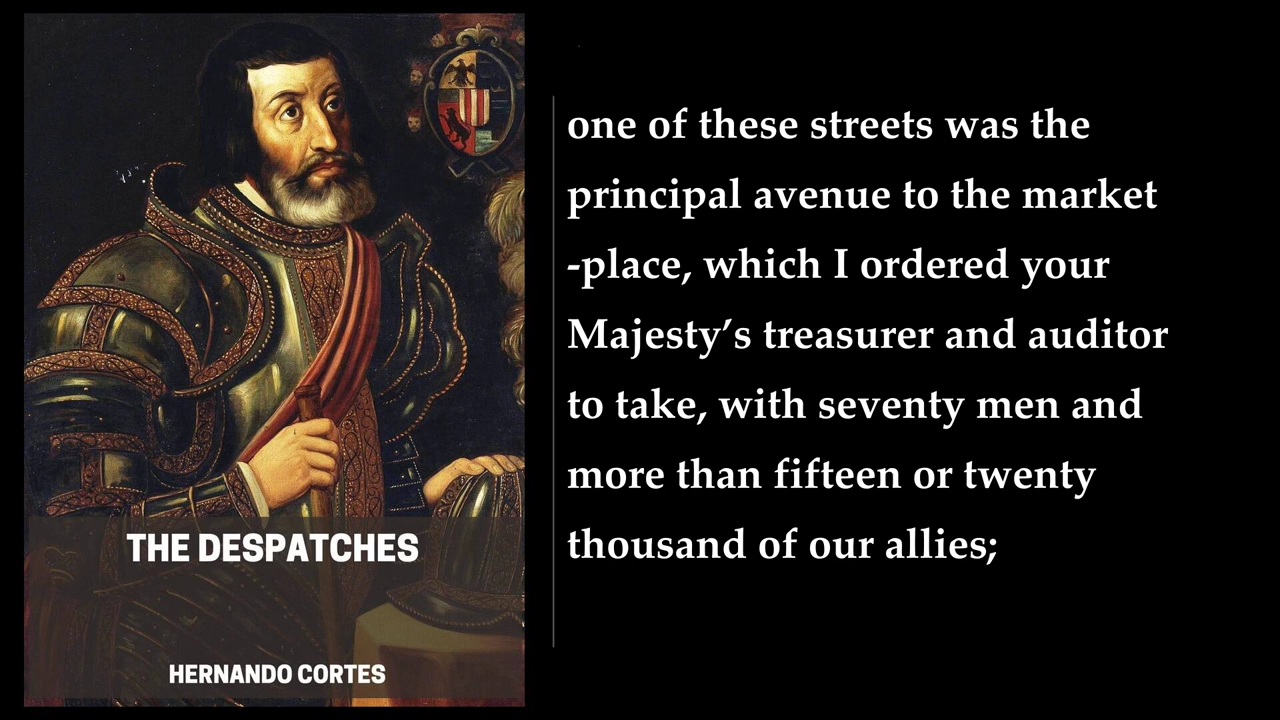 THE DESPATCHES
HERNANDO CORTES
one of these streets was the
principal avenue to the market
-place, which I ordered your
Majesty’s treasurer and auditor
to take, with seventy men and
more than fifteen or twenty
thousand of our allies;